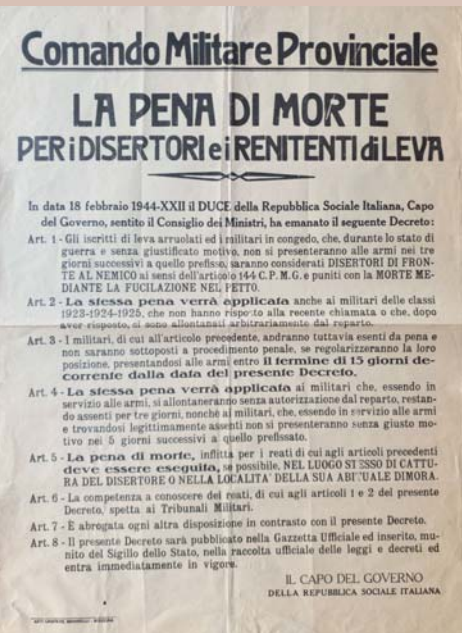 Comando Militare Provinciale
LA PENA DI MORTE
PER i DISERTORI e i RENITENTI di LEVA
In data 18 febbraio 1944-XXII il DUCE della Repubblica Sociale Italiana, Capo
del Governo, sentito il Consiglio dei Ministri, ha emanato il seguente Decreto:
Art. 1 - Gli iscritti di leva arruolati ed i militari in congedo, che, durante lo stato di
guerra e senza giustificato motivo, non si presenteranno alle armi nei tre
giorni successivi a quello prefisso, saranno considerati DISERTORI DI FRON-
TE AL NEMICO ai sensi dell'articolo 144 C. P. M. G. e puniti con la MORTE ME-
DIANTE LA FUCILAZIONE NEL PETTO.
Art. 2 - La stessa pena verrà applicata anche ai militari delle classi
1923-1924-1925, che non hanno risposto alla recente chiamata o che, dopo
aver risposto, si sono allontanati arbitrariamente dal reparto.
Art. 3 - I militari, di cui all'articolo precedente, andranno tuttavia esenti da pena e
non saranno sottoposti a procedimento penale, se regolarizzeranno la loro
posizione, presentandosi alle armi entro il termine di 15 giorni de-
corrente dalla data del presente Decreto.
Art. 4 - La stessa pena verrà applicata ai militari che, essendo in
servizio alle armi, si allontaneranno senza autorizzazione dal reparto, restan-
do assenti per tre giorni, nonchè ai militari, che, essendo in servizio alle armi
e trovandosi legittimamente assenti non si presenteranno senza giusto mo-
tivo nei 5 giorni successivi a quello prefissato.
Art. 5 - La pena di morte, inflitta per i reati di cui agli articoli precedenti
deve essere eseguita, se possibile, NEL LUOGO STESSO DI CATTU-
RA DEL DISERTORE O NELLA LOCALITA' DELLA SUA ABITUALE DIMORA.
Art. 6 - La competenza a conoscere dei reati, di cui agli articoli 1 e 2 del presente
Decreto, spetta ai Tribunali Militari.
Art. 7 - È abrogata ogni altra disposizione in contrasto con il presente Decreto.
Art. 8 - Il presente Decreto sarà pubblicato nella Gazzetta Ufficiale ed inserito, mu-
nito del Sigillo dello Stato, nella raccolta ufficiale delle leggi e decreti ed
entra immediatamente in vigore.
IL CAPO DEL GOVERNO
DELLA REPUBBLICA SOCIALE ITALIANA